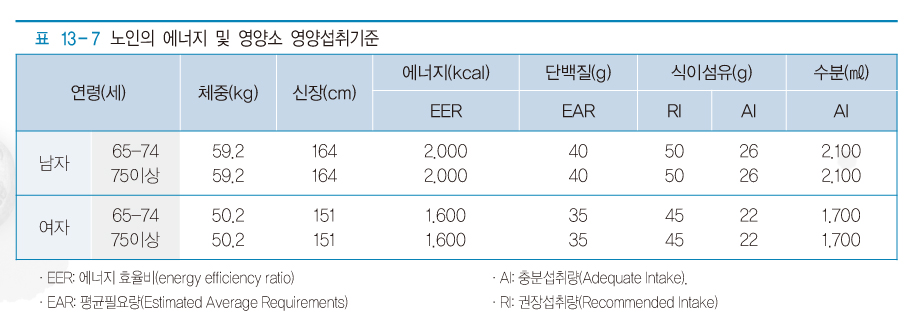 표 13-7 노인의 에너지 및 영양소 영양섭취기준
연령(세) 체중(kg) 신장(cm) 에너지(kcal) 단백질(g) 식이섬유(g) 수분(㎖)
EER EAR RI AI AI
남자 65-74 59.2 164 2,000 40 50 26 2,100
75이상 59.2 164 2,000 40 50 26 2,100
여자 65-74 50.2 151 1,600 35 45 22 1,700
75이상 50.2 151 1,600 35 45 22 1,700
· EER: 에너지 효율비(energy efficiency ratio) · AI: 충분섭취량(Adequate Intake).
· EAR: 평균필요량(Estimated Average Requirements) · RI: 권장섭취량(Recommended Intake)